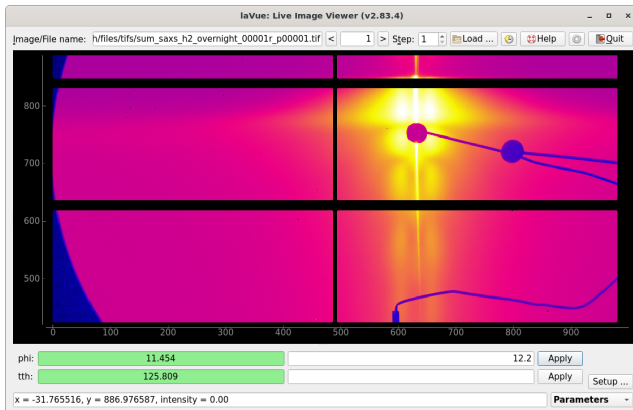 laVue: Live Image Viewer (v2.83.4)
Image/File name: h/files/tifs/sum_saxs_h2_overnight_00001r_p00001.tif < 1 > Step: 1 Load ... Help Quit
800
700
600
500
0 100 200 300 400 500 600 700 800 900
phi: 11.454 12.2 Apply
tth: 125.809 Apply Setup ...
x = -31.765516, y = 886.976587, intensity = 0.00 Parameters